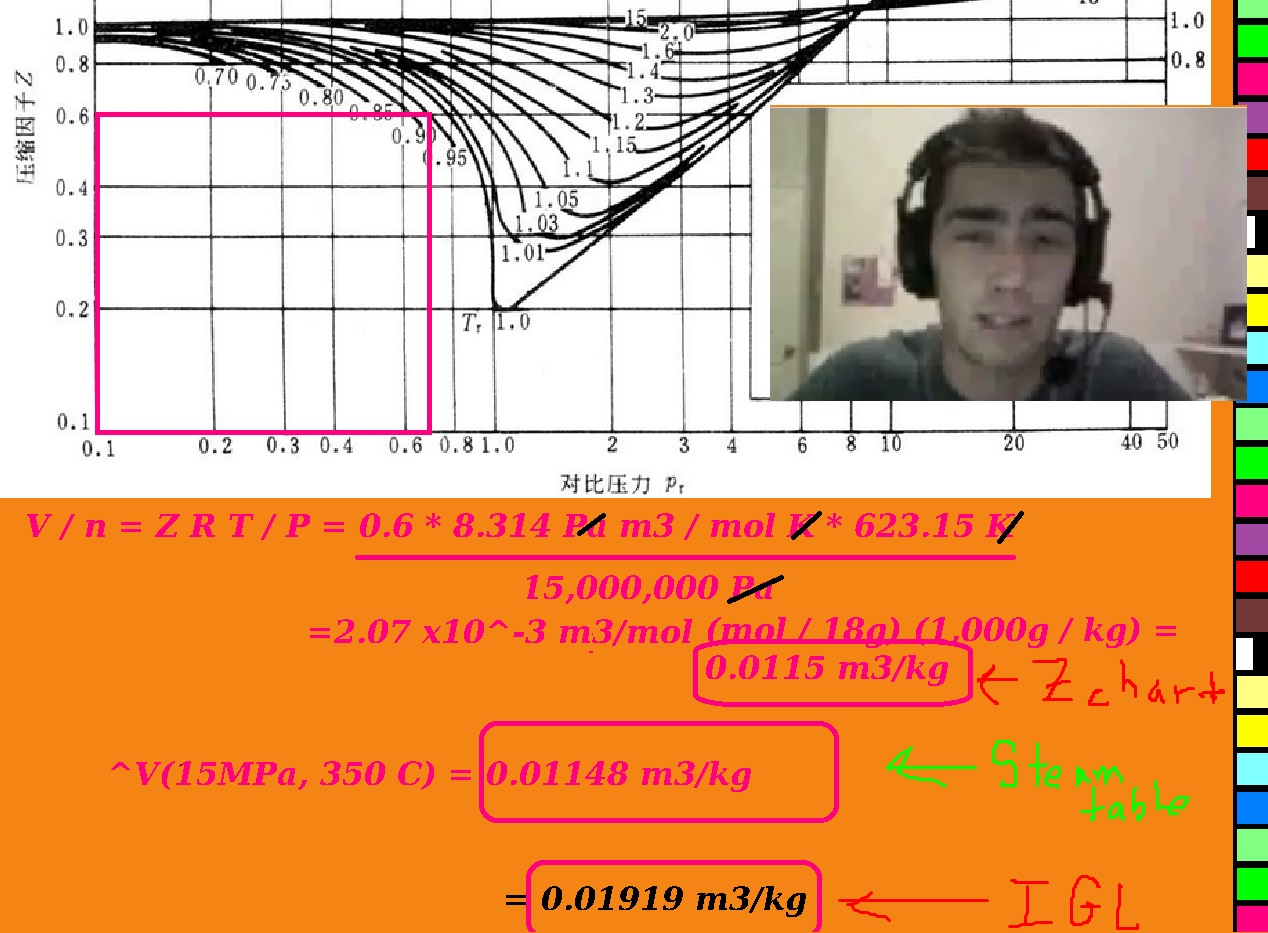 15
1.0
15
1.0
2.0
1.6
0.8
0.8
1.4
0.70
0.75
0.80
1.3
0.85
0.6
1.2
0.90
1.15
0.95
1.1
压缩因子 Z
0.4
1.05
1.03
0.3
1.01
0.2
Tr 1.0
0.1
0.1 0.2 0.3 0.4 0.6 0.8 1.0 2 3 4 6 8 10 20 40 50
对比压力 pr
V / n = Z R T / P = 0.6 * 8.314 Pa m3 / mol K * 623.15 K
15,000,000 Pa
=2.07 x10^-3 m3/mol (mol / 18g) (1,000g / kg) =
0.0115 m3/kg ← Z chart
^V(15MPa, 350 C) = 0.01148 m3/kg ← Steam
table
= 0.01919 m3/kg ← IGL